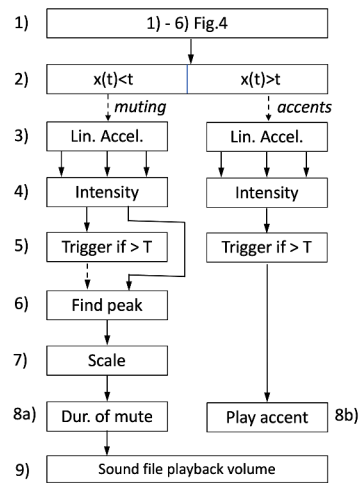 1) 1) - 6) Fig.4
2) x(t)<t x(t)>t
muting accents
3) Lin. Accel. Lin. Accel.
4) Intensity Intensity
5) Trigger if > T Trigger if > T
6) Find peak
7) Scale
8a) Dur. of mute Play accent 8b)
9) Sound file playback volume